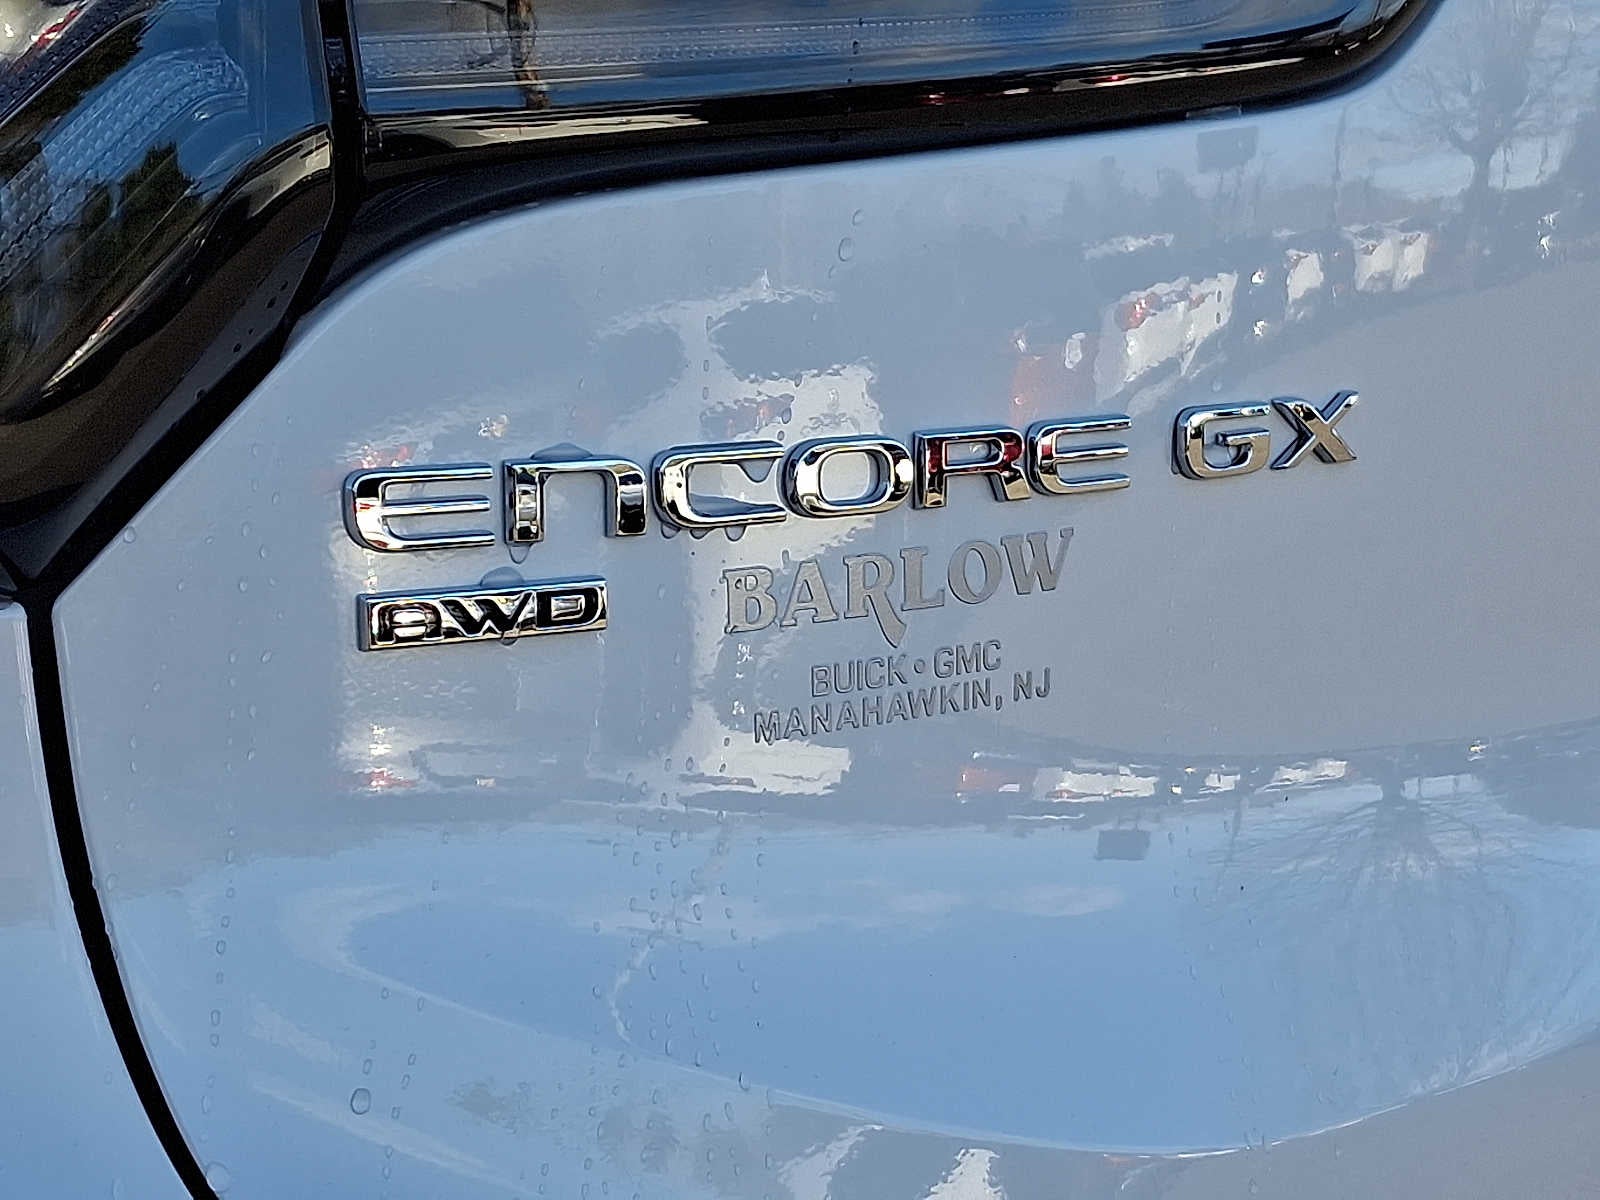 ENCORE GX
AWD
BARLOW
BUICK • GMC
MANAHAWKIN, NJ